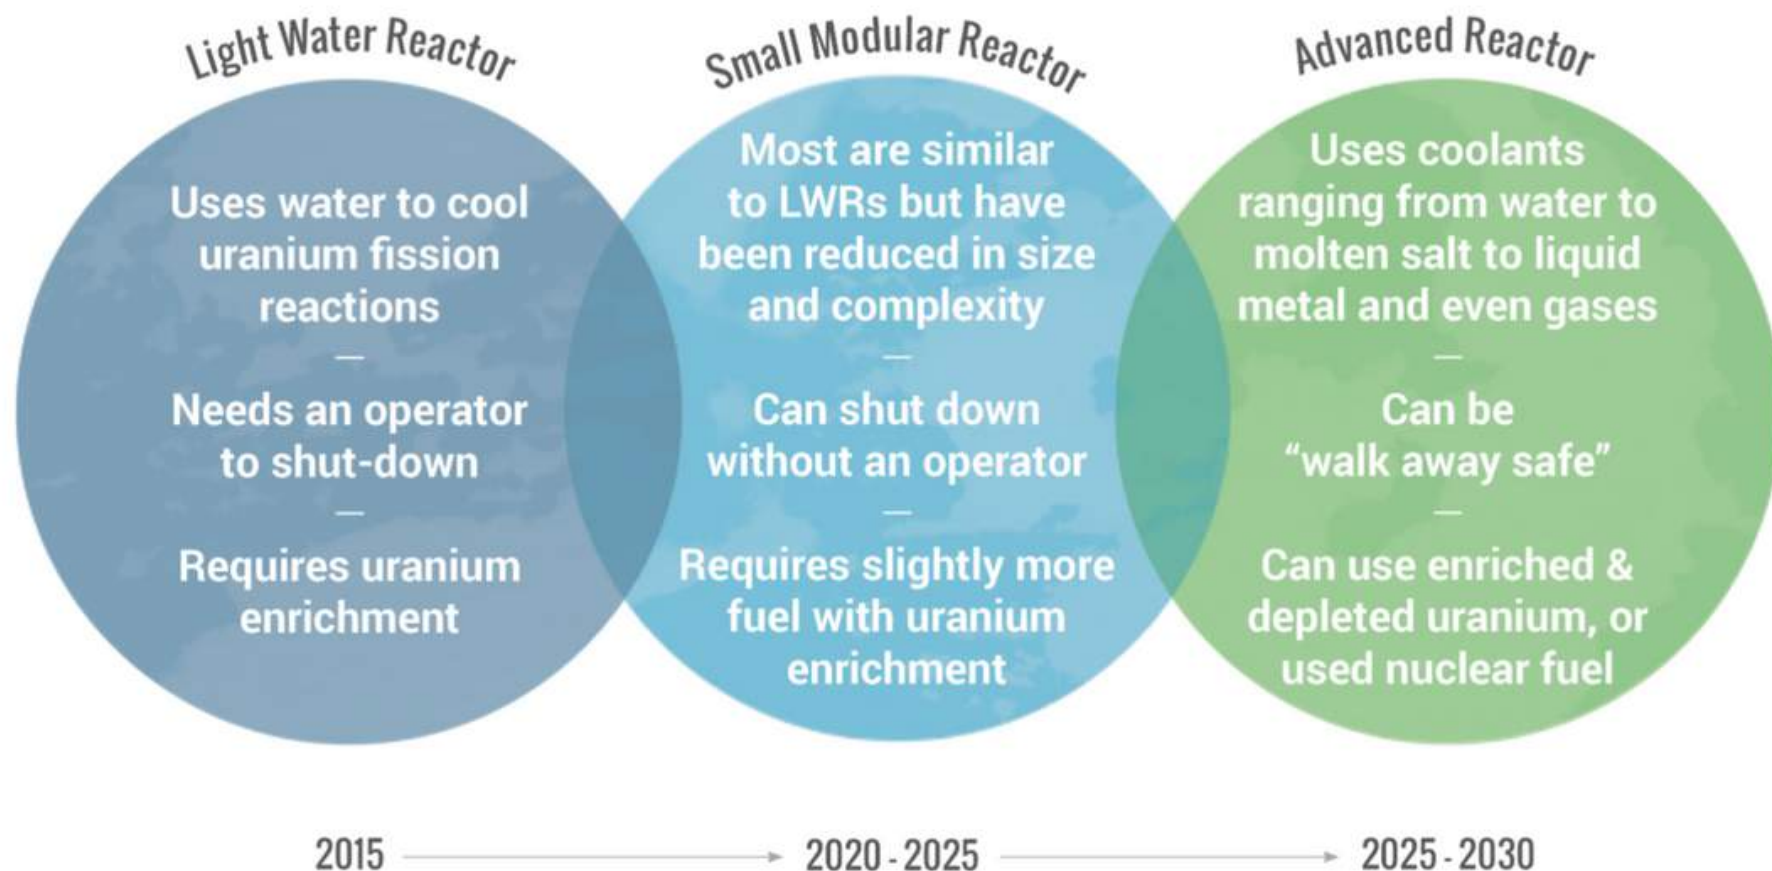 Light Water Reactor
Uses water to cool
uranium fission
reactions
—
Needs an operator
to shut-down
—
Requires uranium
enrichment
Small Modular Reactor
Most are similar
to LWRs but have
been reduced in size
and complexity
—
Can shut down
without an operator
—
Requires slightly more
fuel with uranium
enrichment
Advanced Reactor
Uses coolants
ranging from water to
molten salt to liquid
metal and even gases
—
Can be
“walk away safe”
—
Can use enriched &
depleted uranium, or
used nuclear fuel
2015
2020 - 2025
2025 - 2030